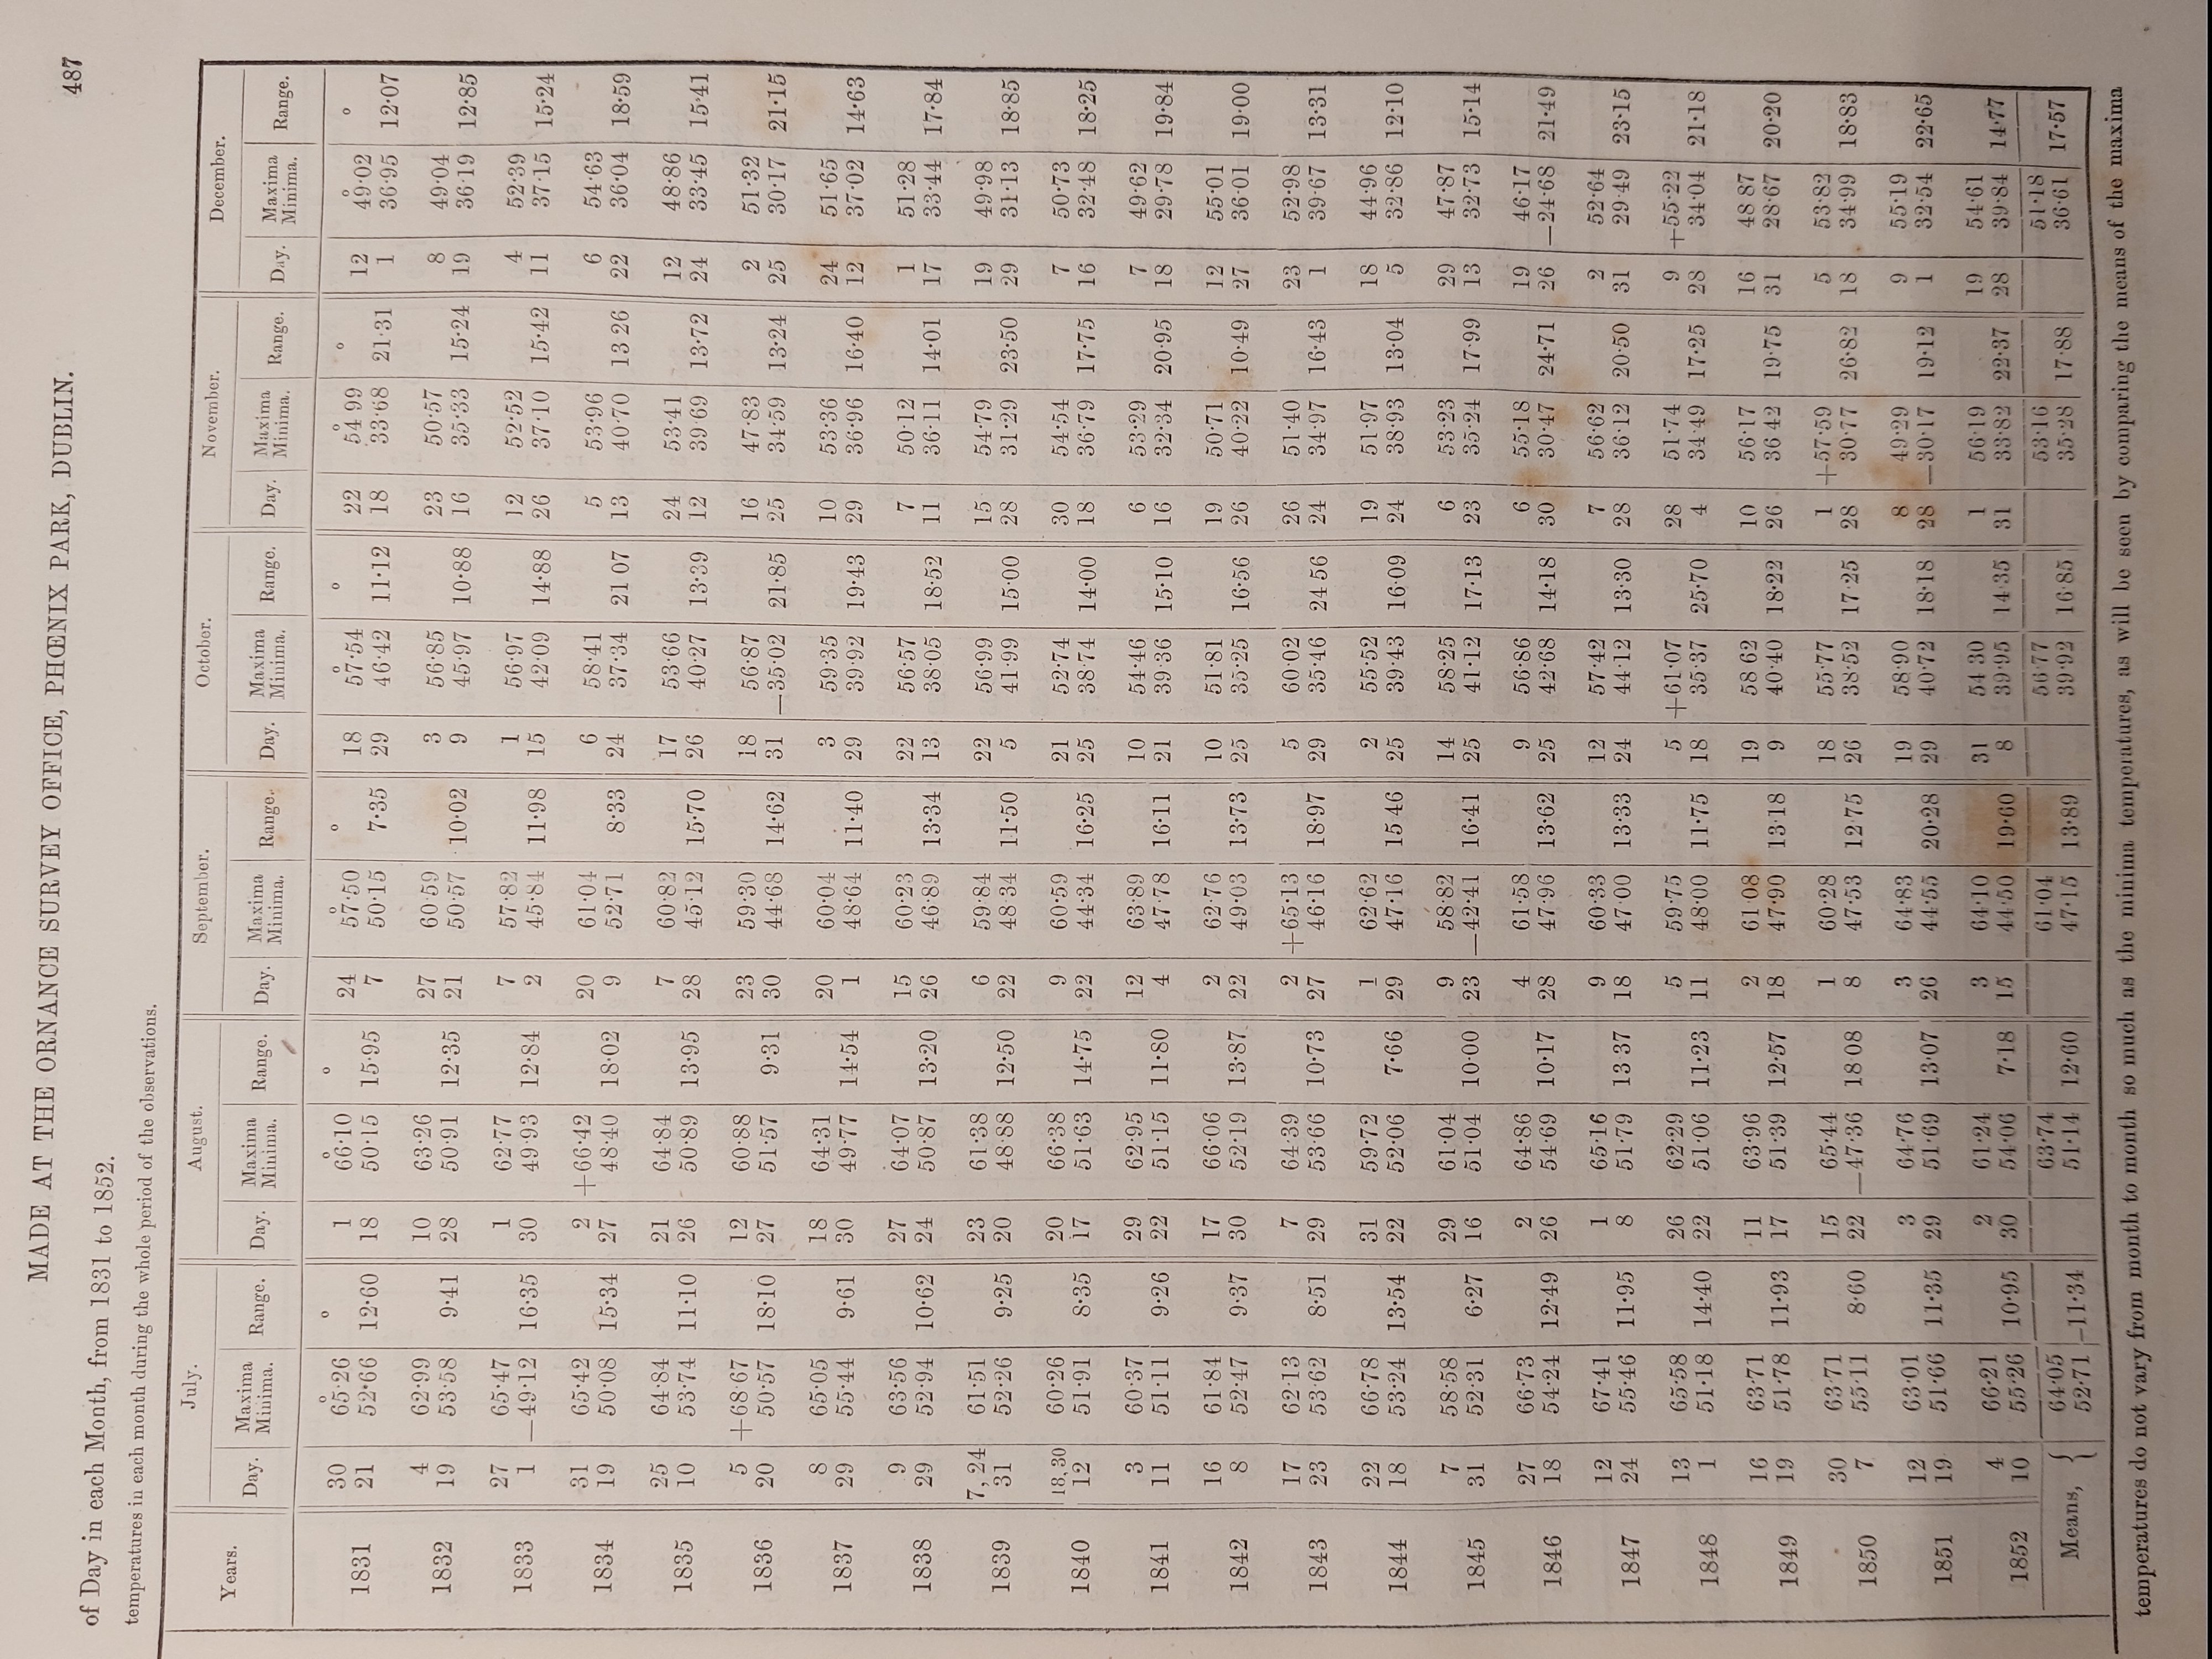 MADE AT THE ORNANCE SURVEY OFFICE, PHŒNIX PARK, DUBLIN. 487
of Day in each Month, from 1831 to 1852.
temperatures in each month during the whole period of the observations.
Years. July. August. September. October. November. December.
Day. Maxima Minima. Range. Day. Maxima Minima. Range. Day. Maxima Minima. Range. Day. Maxima Minima. Range. Day. Maxima Minima. Range. Day. Maxima Minima. Range.
o o o o o o o o o o o o
30 65·26 1 66·10 24 57·50 18 57·54 22 54 99 12 49·02
1831 21 52·66 12·60 18 50·15 15·95 7 50·15 7·35 29 46·42 11·12 18 33·68 21·31 1 36·95 12·07
4 62·99 10 63·26 27 60·59 3 56·85 23 50·57 8 49·04
1832 19 53·58 9·41 28 50·91 12·35 21 50·57 10·02 9 45·97 10·88 16 35·33 15·24 19 36·19 12·85
27 65·47 1 62·77 7 57·82 1 56·97 12 52·52 4 52·39
1833 1 —49·12 16·35 30 49·93 12·84 2 45·84 11·98 15 42·09 14·88 26 37·10 15·42 11 37·15 15·24
31 65·42 2 +66·42 20 61·04 6 58·41 5 53·96 6 54·63
1834 19 50·08 15·34 27 48·40 18·02 9 52·71 8·33 24 37·34 21 07 13 40·70 13 26 22 36·04 18·59
25 64·84 21 64·84 7 60·82 17 53·66 24 53·41 12 48·86
1835 10 53·74 11·10 26 50·89 13·95 28 45·12 15·70 26 40·27 13·39 12 39·69 13·72 24 33·45 15·41
5 +68·67 12 60·88 23 59·30 18 56·87 16 47·83 2 51·32
1836 20 50·57 18·10 27 51·57 9·31 30 44·68 14·62 31 —35·02 21·85 25 34·59 13·24 25 30·17 21·15
8 65·05 18 64·31 20 60·04 3 59·35 10 53·36 24 51·65
1837 29 55·44 9·61 30 49·77 14·54 1 48·64 11·40 29 39·92 19·43 29 36·96 16·40 12 37·02 14·63
9 63·56 27 64·07 15 60·23 22 56·57 7 50·12 1 51·28
1838 29 52·94 10·62 24 50·87 13·20 26 46·89 13·34 13 38·05 18·52 11 36·11 14·01 17 33·44 17·84
7, 24 61·51 23 61·38 6 59·84 22 56·99 15 54·79 19 49·98
1839 31 52·26 9·25 20 48·88 12·50 22 48·34 11·50 5 41·99 15·00 28 31·29 23·50 29 31·13 18·85
18, 30 60·26 20 66·38 9 60·59 21 52·74 30 54·54 7 50·73
1840 12 51·91 8·35 17 51·63 14·75 22 44·34 16·25 25 38·74 14·00 18 36·79 17·75 16 32·48 18·25
3 60·37 29 62·95 12 63·89 10 54·46 6 53·29 7 49·62
1841 11 51·11 9·26 22 51·15 11·80 4 47·78 16·11 21 39·36 15·10 16 32·34 20·95 18 29·78 19·84
16 61·84 17 66·06 2 62·76 10 51·81 19 50·71 12 55·01
1842 8 52·47 9·37 30 52·19 13·87 22 49·03 13·73 25 35·25 16·56 26 40·22 10·49 27 36·01 19·00
17 62·13 7 64·39 2 +65·13 5 60·02 26 51·40 23 52·98
1843 23 53·62 8·51 29 53·66 10·73 27 46·16 18·97 29 35·46 24 56 24 34·97 16·43 1 39·67 13·31
22 66·78 31 59·72 1 62·62 2 55·52 19 51·97 18 44·96
1844 18 53·24 13·54 22 52·06 7·66 29 47·16 15 46 25 39·43 16·09 24 38·93 13·04 5 32·86 12·10
7 58·58 29 61·04 9 58·82 14 58·25 6 53·23 29 47·87
1845 31 52·31 6·27 16 51·04 10·00 23 —42·41 16·41 25 41·12 17·13 23 35·24 17·99 13 32·73 15·14
27 66·73 2 64·86 4 61·58 9 56·86 6 55·18 19 46·17
1846 18 54·24 12·49 26 54·69 10·17 28 47·96 13·62 25 42·68 14·18 30 30·47 24·71 26 —24·68 21·49
12 67·41 1 65·16 9 60·33 12 57·42 7 56·62 2 52·64
1847 24 55·46 11·95 8 51·79 13 37 18 47·00 13·33 24 44·12 13·30 28 36·12 20·50 31 29·49 23·15
13 65·58 26 62·29 5 59·75 5 +61·07 28 51·74 9 +55·22
1848 1 51·18 14·40 22 51·06 11·23 11 48·00 11·75 18 35·37 25·70 4 34·49 17·25 28 34·04 21·18
16 63·71 11 63·96 2 61·08 19 58 62 10 56·17 16 48 87
1849 19 51·78 11·93 17 51·39 12·57 18 47·90 13·18 9 40·40 18·22 26 36 42 19·75 31 28·67 20·20
30 63·71 15 65·44 1 60·28 18 55·77 1 +57·59 5 53·82
1850 7 55·11 8·60 22 —47·36 18·08 8 47·53 12·75 26 38·52 17·25 28 30·77 26·82 18 34·99 18·83
12 63·01 3 64·76 3 64·83 19 58·90 8 49·29 9 55·19
1851 19 51·66 11·35 29 51·69 13·07 26 44·55 20·28 29 40·72 18·18 28 —30·17 19·12 1 32·54 22·65
4 66·21 2 61·24 3 64·10 31 54 30 1 56·19 19 54·61
1852 10 55·26 10·95 30 54·06 7·18 15 44·50 19·60 8 39·95 14·35 31 33·82 22·37 28 39·84 14·77
64·05 63·74 61·04 56·77 53·16 51·18
Means, { 52·71 –11·34 51·14 12·60 47·15 13·89 39·92 16·85 35·28 17·88 36·61 17·57
temperatures do not vary from month to month so much as the minima temperatures, as will be seen by comparing the means of the maxima